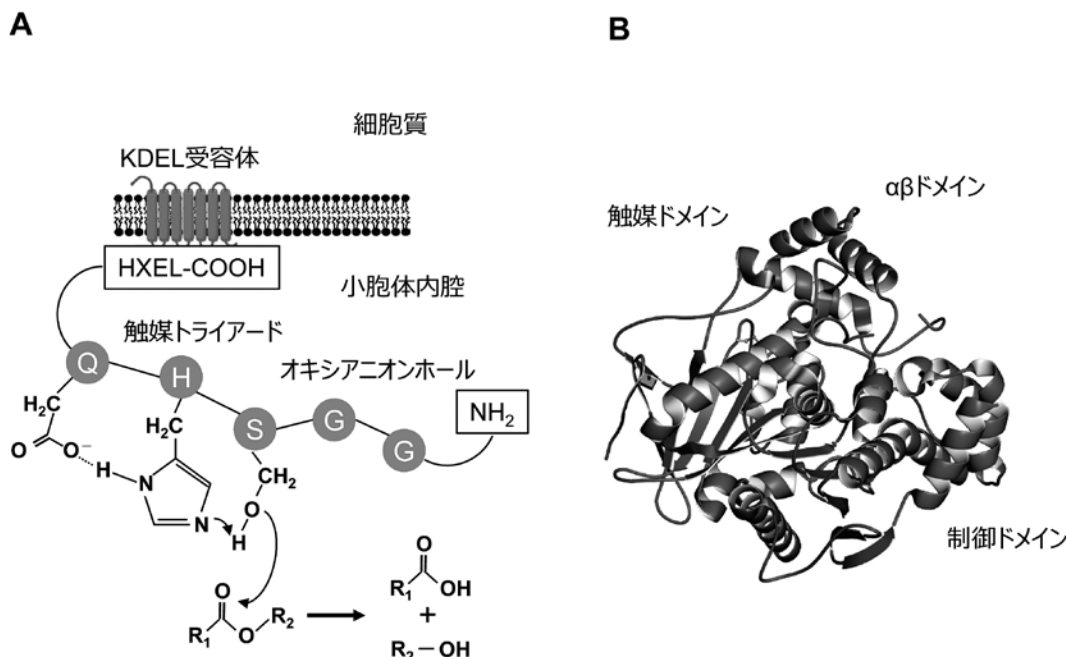 A
B
細胞質
KDEL受容体
αβドメイン
触媒ドメイン
HXEL-COOH
小胞体内腔
触媒トライアード
Q
H
オキシアニオンホール
NH2
S
G
G
H2C
H2C
CH2
O
O−
H
N
N
O
H
制御ドメイン
O
O
R1
OH
R1
O
R2
+
R2−OH